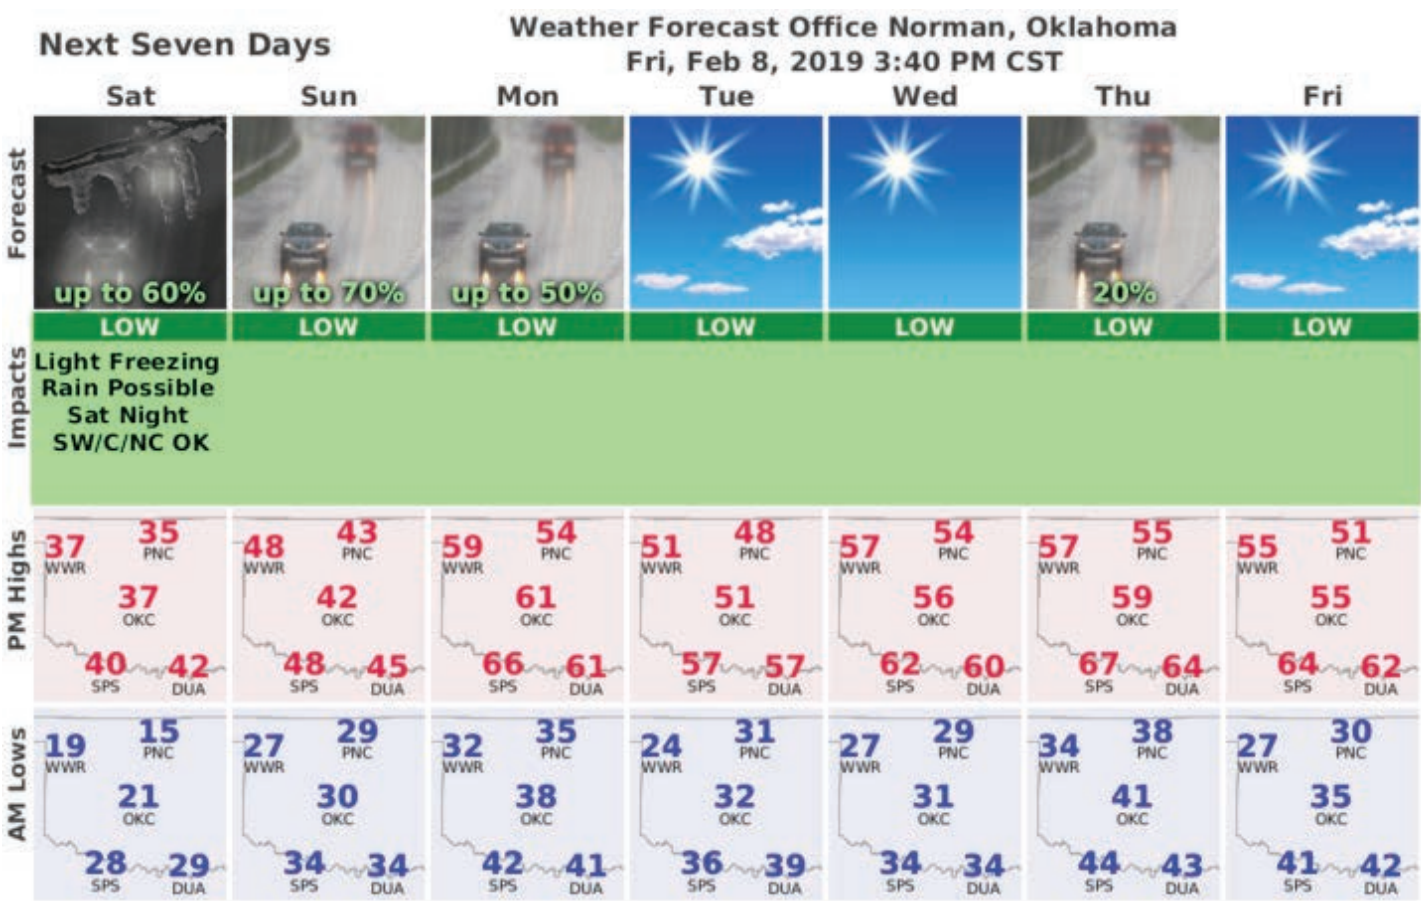 Next Seven Days
Weather Forecast Office Norman, Oklahoma
Fri, Feb 8, 2019 3:40 PM CST
Sat Sun Mon Tue Wed Thu Fri
Forecast
up to 60% up to 70% up to 50% 20%
LOW LOW LOW LOW LOW LOW LOW
Impacts
Light Freezing
Rain Possible
Sat Night
SW/C/NC OK
PM Highs
37 35 48 43 59 54 51 48 57 54 57 55 55 51
WWR PNC WWR PNC WWR PNC WWR PNC WWR PNC WWR PNC WWR PNC
37 42 61 51 56 59 55
OKC OKC OKC OKC OKC OKC OKC
40 42 48 45 66 61 57 57 62 60 67 64 64 62
SPS DUA SPS DUA SPS DUA SPS DUA SPS DUA SPS DUA SPS DUA
AM Lows
19 15 27 29 32 35 24 31 27 29 34 38 27 30
WWR PNC WWR PNC WWR PNC WWR PNC WWR PNC WWR PNC WWR PNC
21 30 38 32 31 41 35
OKC OKC OKC OKC OKC OKC OKC
28 29 34 34 42 41 36 39 34 34 44 43 41 42
SPS DUA SPS DUA SPS DUA SPS DUA SPS DUA SPS DUA SPS DUA